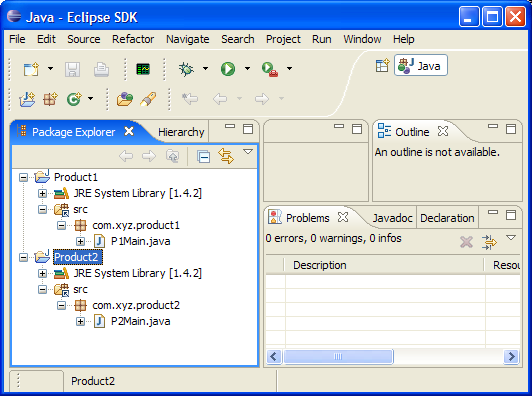 Java - Eclipse SDK
File Edit Source Refactor Navigate Search Project Run Window Help
Java
Package Explorer Hierarchy
Outline
An outline is not available.
Product1
JRE System Library [1.4.2]
src
com.xyz.product1
P1Main.java
Product2
JRE System Library [1.4.2]
src
com.xyz.product2
P2Main.java
Problems Javadoc Declaration
0 errors, 0 warnings, 0 infos
Description Resou
Product2